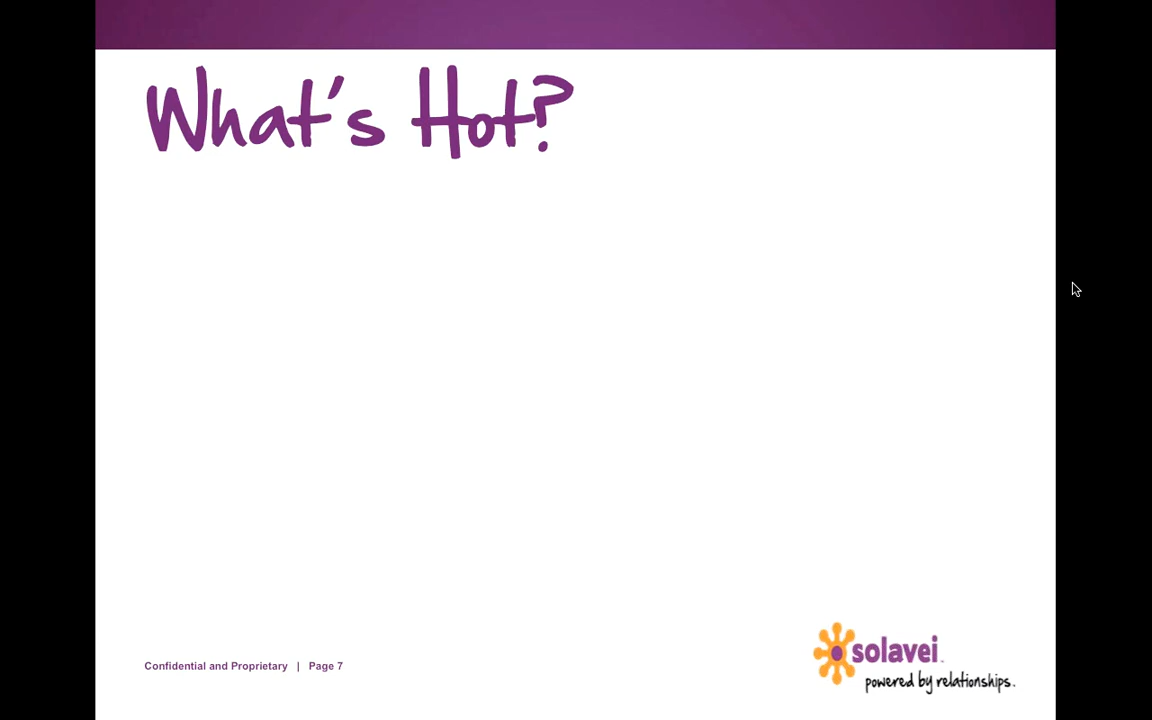 What's Hot?
Confidential and Proprietary | Page 7
solavei
powered by relationships.